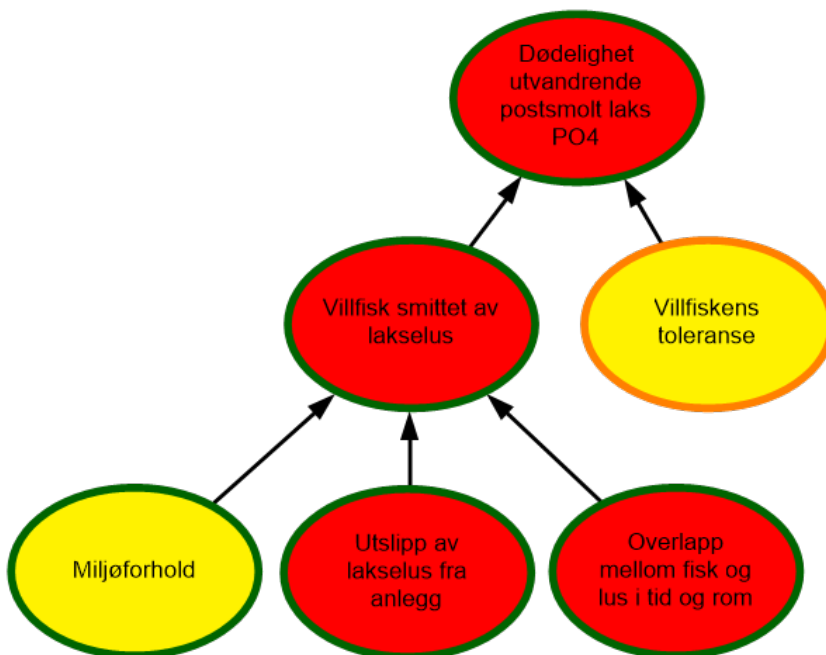 Dødelighet
utvandrende
postsmolt laks
PO4
Villfisk smittet av
lakselus
Villfiskens
toleranse
Miljøforhold
Utslipp av
lakselus fra
anlegg
Overlapp
mellom fisk og
lus i tid og rom